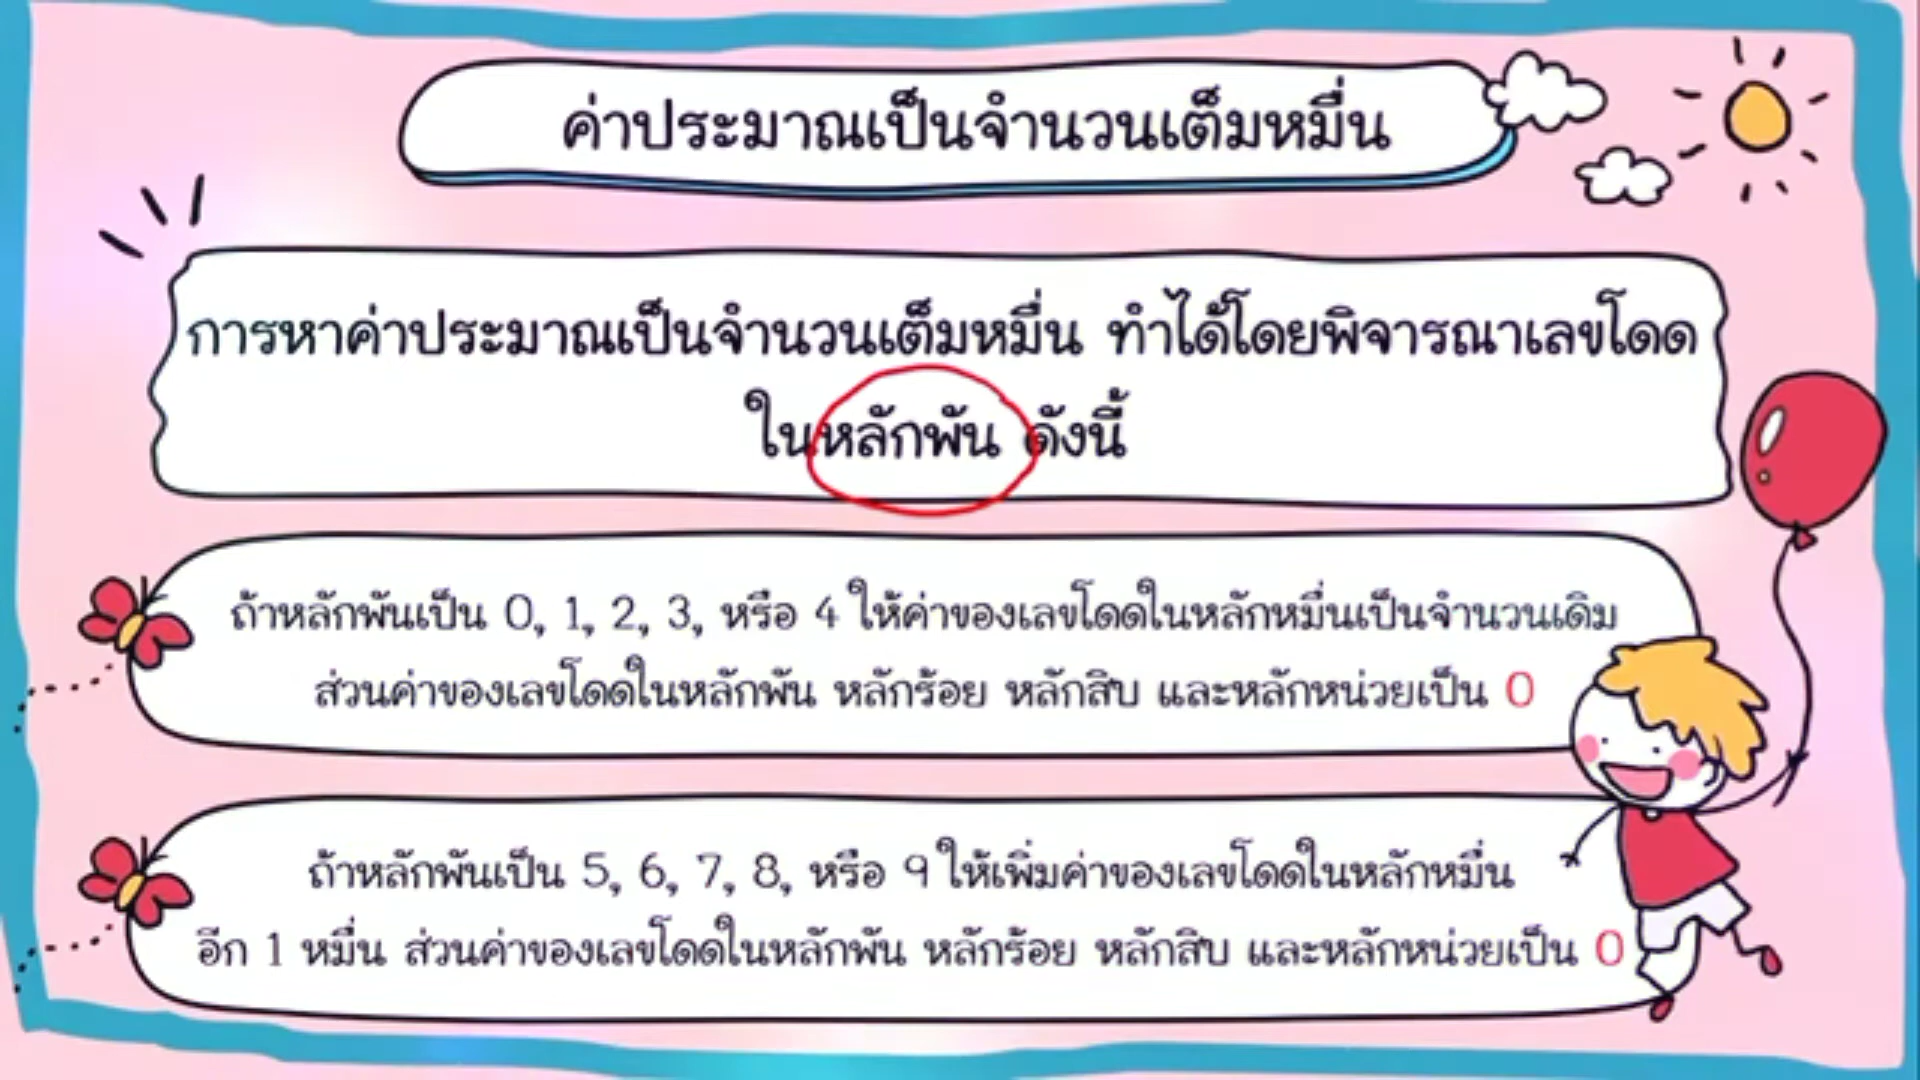 ค่าประมาณเป็นจำนวนเต็มหมื่น
การหาค่าประมาณเป็นจำนวนเต็มหมื่น ทำได้โดยพิจารณาเลขโดด
ในหลักพัน ดังนี้
ถ้าหลักพันเป็น 0, 1, 2, 3, หรือ 4 ให้ค่าของเลขโดดในหลักหมื่นเป็นจำนวนเดิม
ส่วนค่าของเลขโดดในหลักพัน หลักร้อย หลักสิบ และหลักหน่วยเป็น 0
ถ้าหลักพันเป็น 5, 6, 7, 8, หรือ 9 ให้เพิ่มค่าของเลขโดดในหลักหมื่น
อีก 1 หมื่น ส่วนค่าของเลขโดดในหลักพัน หลักร้อย หลักสิบ และหลักหน่วยเป็น 0